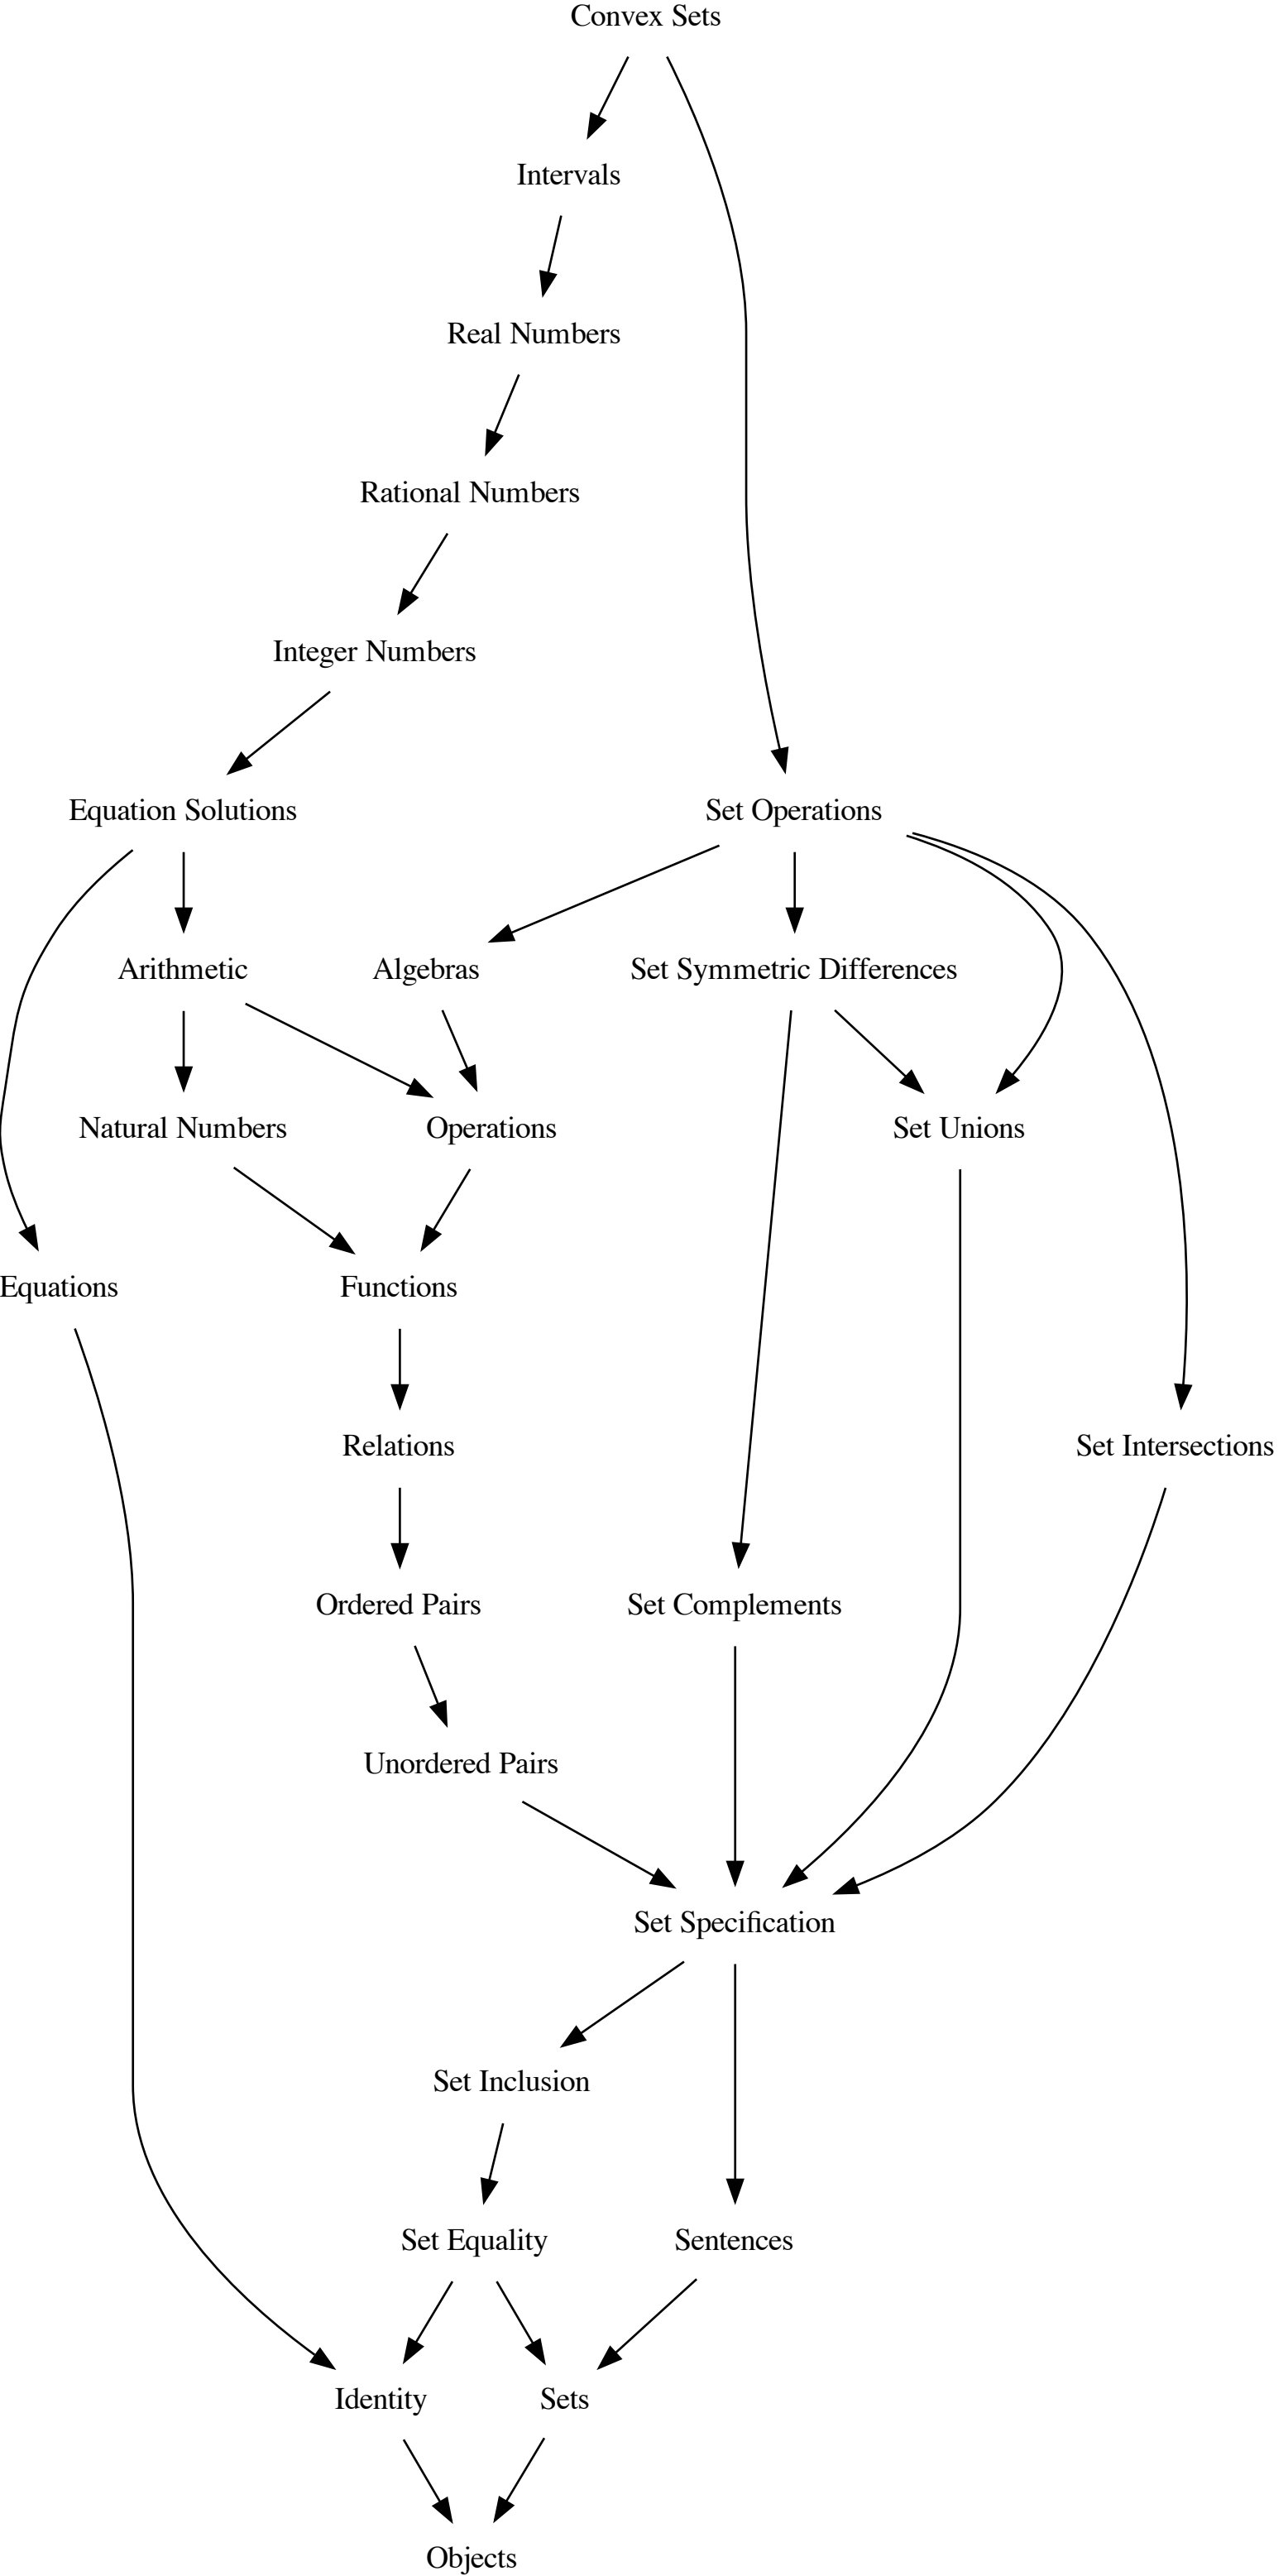 Convex Sets
Intervals
Real Numbers
Rational Numbers
Integer Numbers
Equation Solutions
Set Operations
Arithmetic
Algebras
Set Symmetric Differences
Natural Numbers
Operations
Set Unions
Equations
Functions
Relations
Set Intersections
Ordered Pairs
Set Complements
Unordered Pairs
Set Specification
Set Inclusion
Set Equality
Sentences
Identity
Sets
Objects